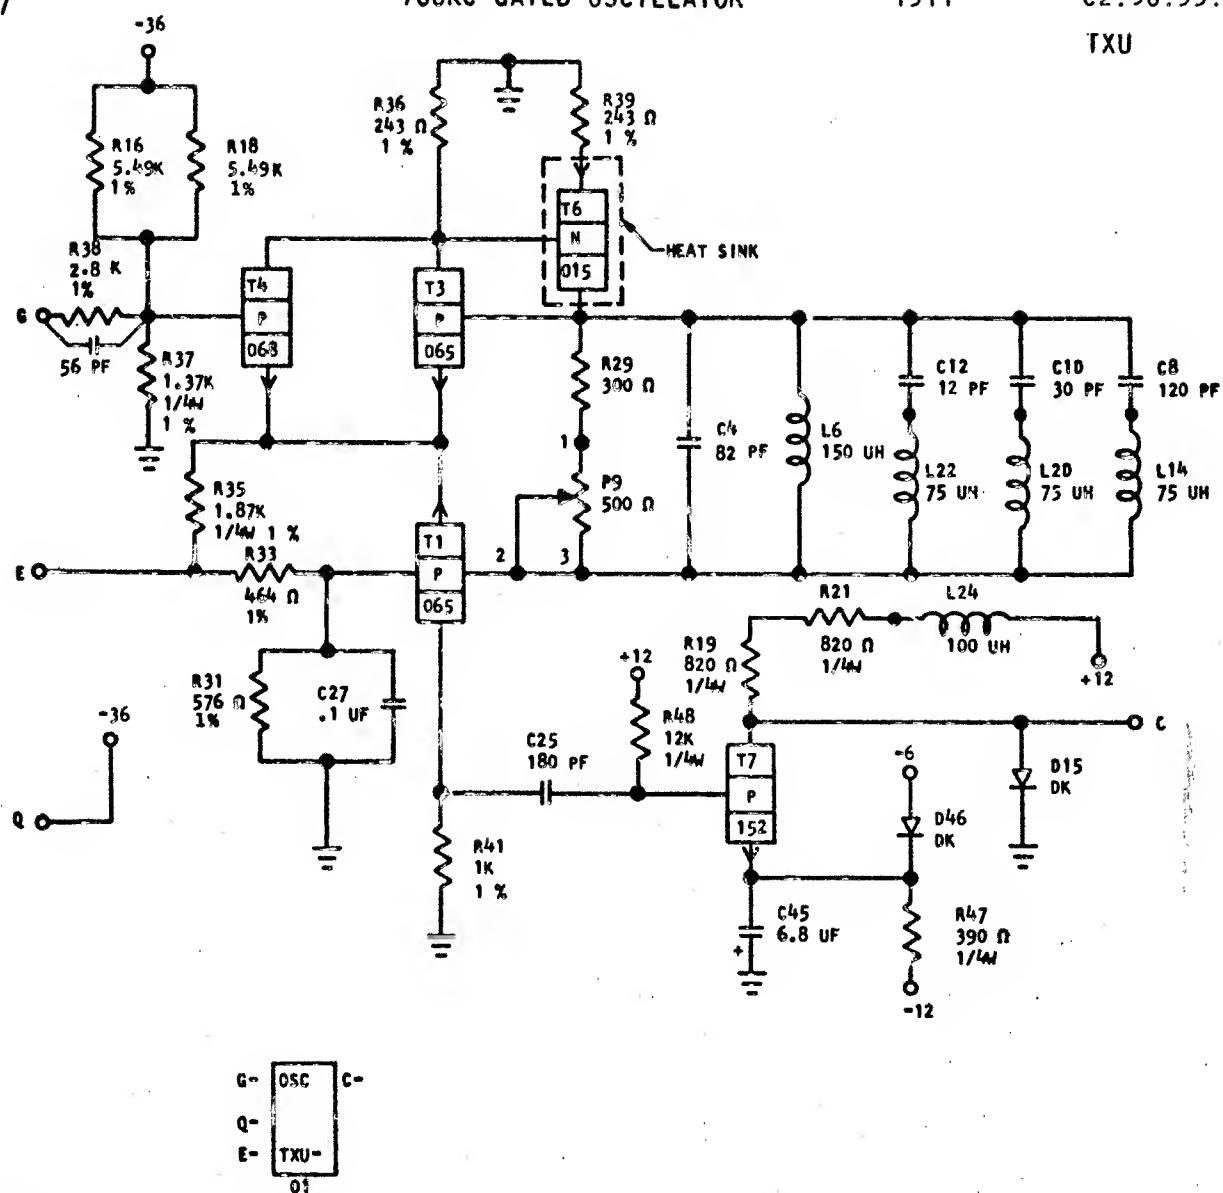 700KC GATED OSCILLATOR
TXU
-36
R16
5.49K
1%
R18
5.49K
1%
R36
243 Ω
1 %
R39
243 Ω
1 %
T6
N
015
HEAT SINK
R38
2.8 K
1%
G
56 PF
T4
P
068
T3
P
065
R37
1.37K
1/4W
1 %
R29
300 Ω
1
P9
500 Ω
2
3
C4
82 PF
L6
150 UH
C12
12 PF
L22
75 UH
C10
30 PF
L20
75 UH
C8
120 PF
L14
75 UH
R35
1.87K
1/4W 1 %
E
R33
464 Ω
1%
T1
P
065
R31
576 Ω
1%
C27
.1 UF
-36
Q
R21
820 Ω
1/4W
L24
100 UH
+12
R19
820 Ω
1/4W
+12
R48
12K
1/4W
C25
180 PF
T7
P
152
C
D15
DK
-6
D46
DK
R41
1K
1 %
C45
6.8 UF
+
R47
390 Ω
1/4W
-12
G- OSC C-
Q-
E- TXU-
01